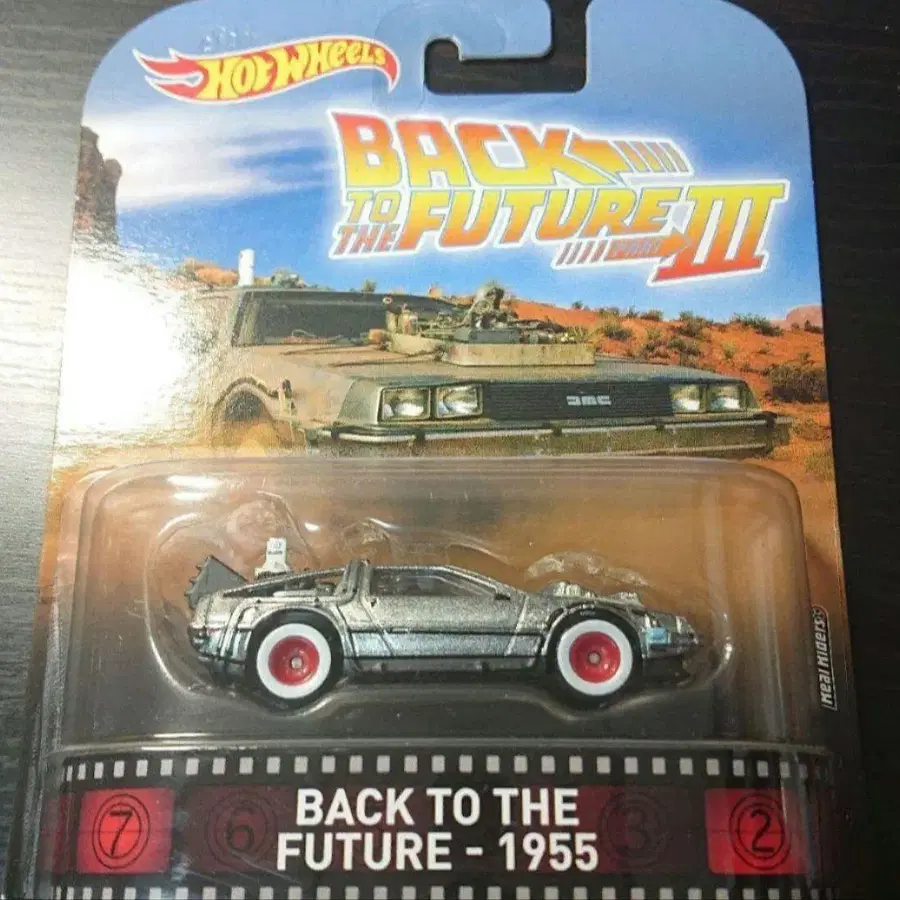 HOT WHEELS
BACK
TO THE FUTURE III
DMC
Real Riders
BACK TO THE
FUTURE - 1955
7 6 3 2